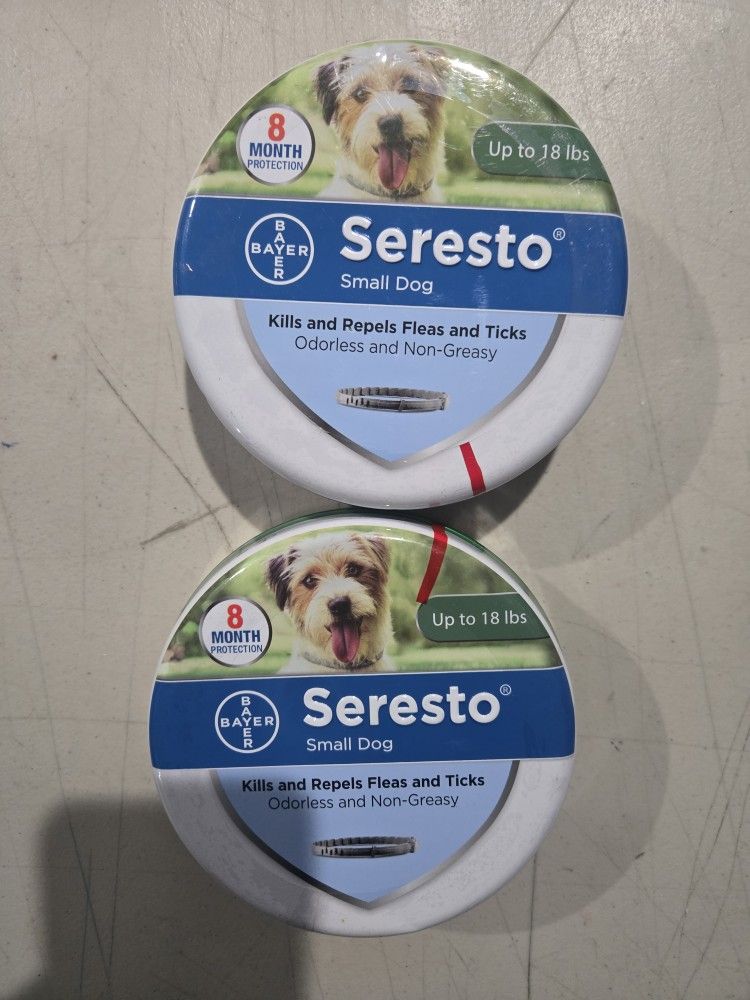 8
MONTH
PROTECTION
Up to 18 lbs
BAYER
BAYER
Seresto®
Small Dog
Kills and Repels Fleas and Ticks
Odorless and Non-Greasy
8
MONTH
PROTECTION
Up to 18 lbs
BAYER
BAYER
Seresto®
Small Dog
Kills and Repels Fleas and Ticks
Odorless and Non-Greasy